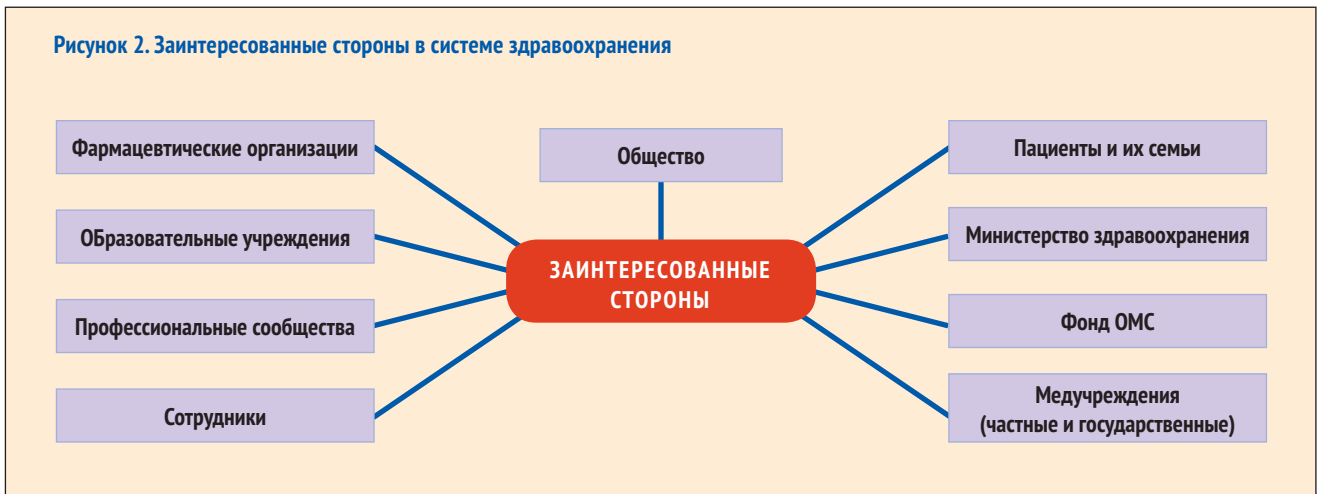 Рисунок 2. Заинтересованные стороны в системе здравоохранения
Фармацевтические организации
ОБразовательные учреждения
Профессиональные сообщества
Сотрудники
Общество
ЗАИНТЕРЕСОВАННЫЕ
СТОРОНЫ
Пациенты и их семьи
Министерство здравоохранения
Фонд ОМС
Медучреждения
(частные и государственные)